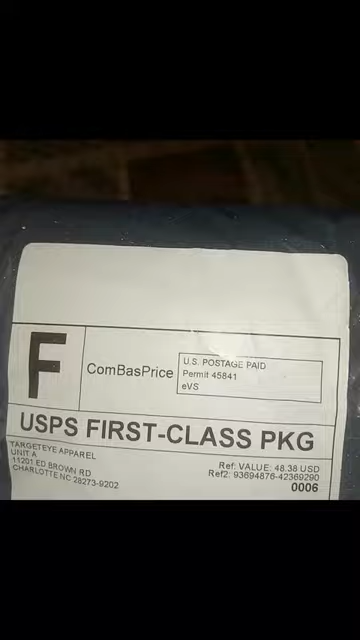 F
ComBasPrice
U.S. POSTAGE PAID
Permit 45841
eVS
USPS FIRST-CLASS PKG
TARGETEYE APPAREL
UNIT A
11201 ED BROWN RD
CHARLOTTE NC 28273-9202
Ref: VALUE: 48.38 USD
Ref2: 93694876-42369290
0006